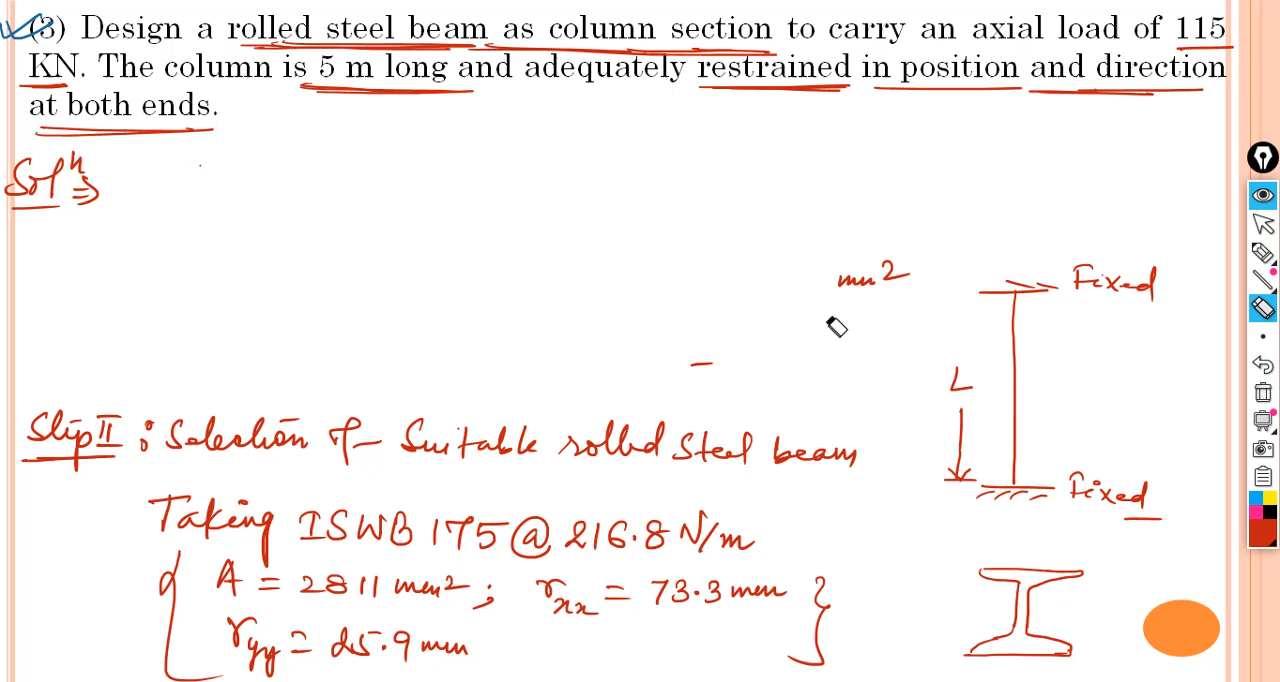 (3) Design a rolled steel beam as column section to carry an axial load of 115
KN. The column is 5 m long and adequately restrained in position and direction
at both ends.
Solⁿ ⇒
mm2
Fixed
L
Slip II : Selection of Suitable rolled Steel beam
Fixed
Taking ISWB 175 @ 216.8 N/m
A = 2811 mm2 ; rxx = 73.3 mm
ryy = 25.9 mm